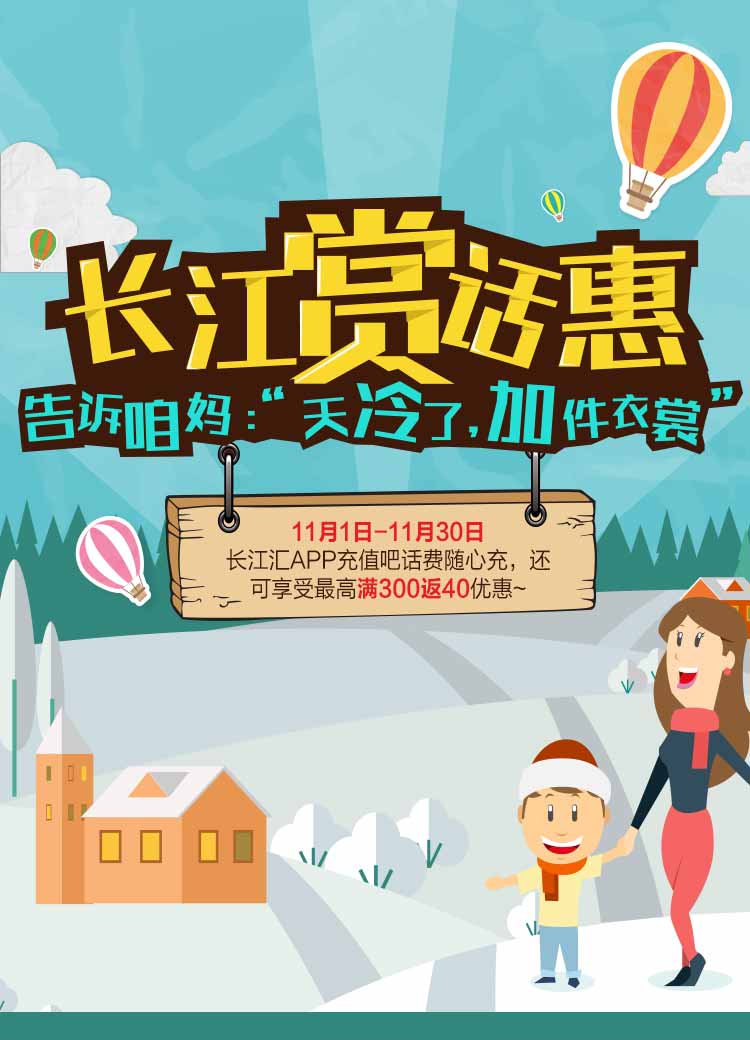 长江赏话惠
告诉咱妈：“天冷了，加件衣裳”
11月1日-11月30日
长江汇APP充值吧话费随心充，还
可享受最高满300返40优惠~